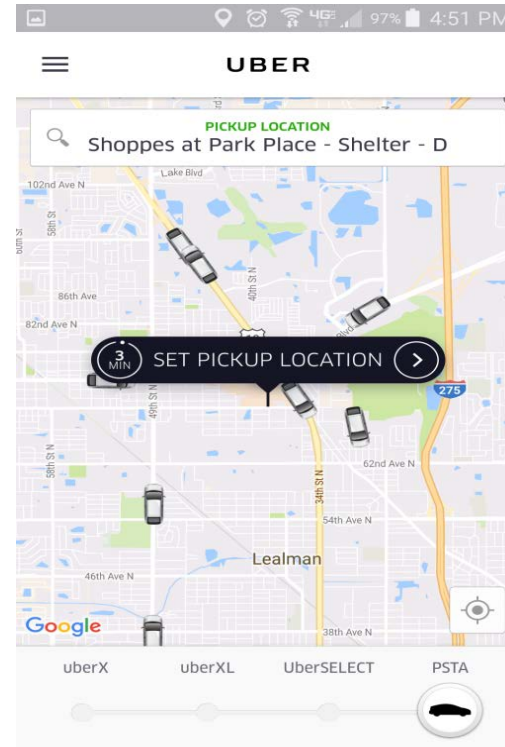 4G 97% 4:51 PM
UBER
PICKUP LOCATION
Shoppes at Park Place - Shelter - D
Lake Blvd
102nd Ave N
58th St
40th St N
86th Ave
82nd Ave N
3 MIN SET PICKUP LOCATION
275
49th St N
58th St N
62nd Ave N
34th St N
54th Ave N
Lealman
46th Ave N
Google
38th Ave N
uberX uberXL UberSELECT PSTA